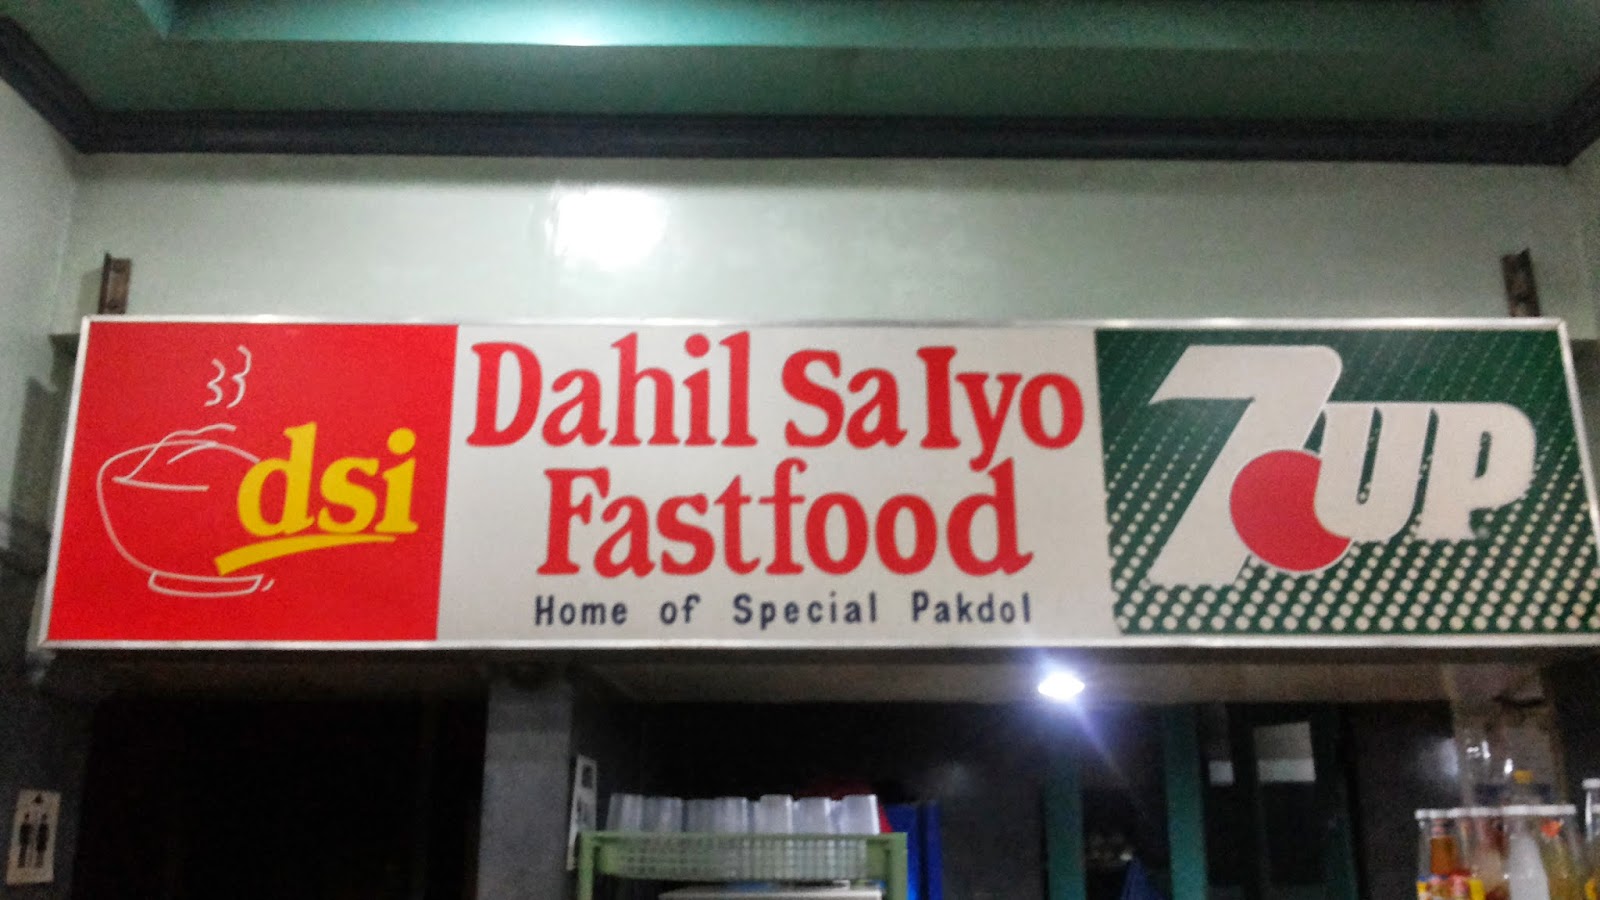 dsi
Dahil Sa Iyo
Fastfood
Home of Special Pakdol
7UP